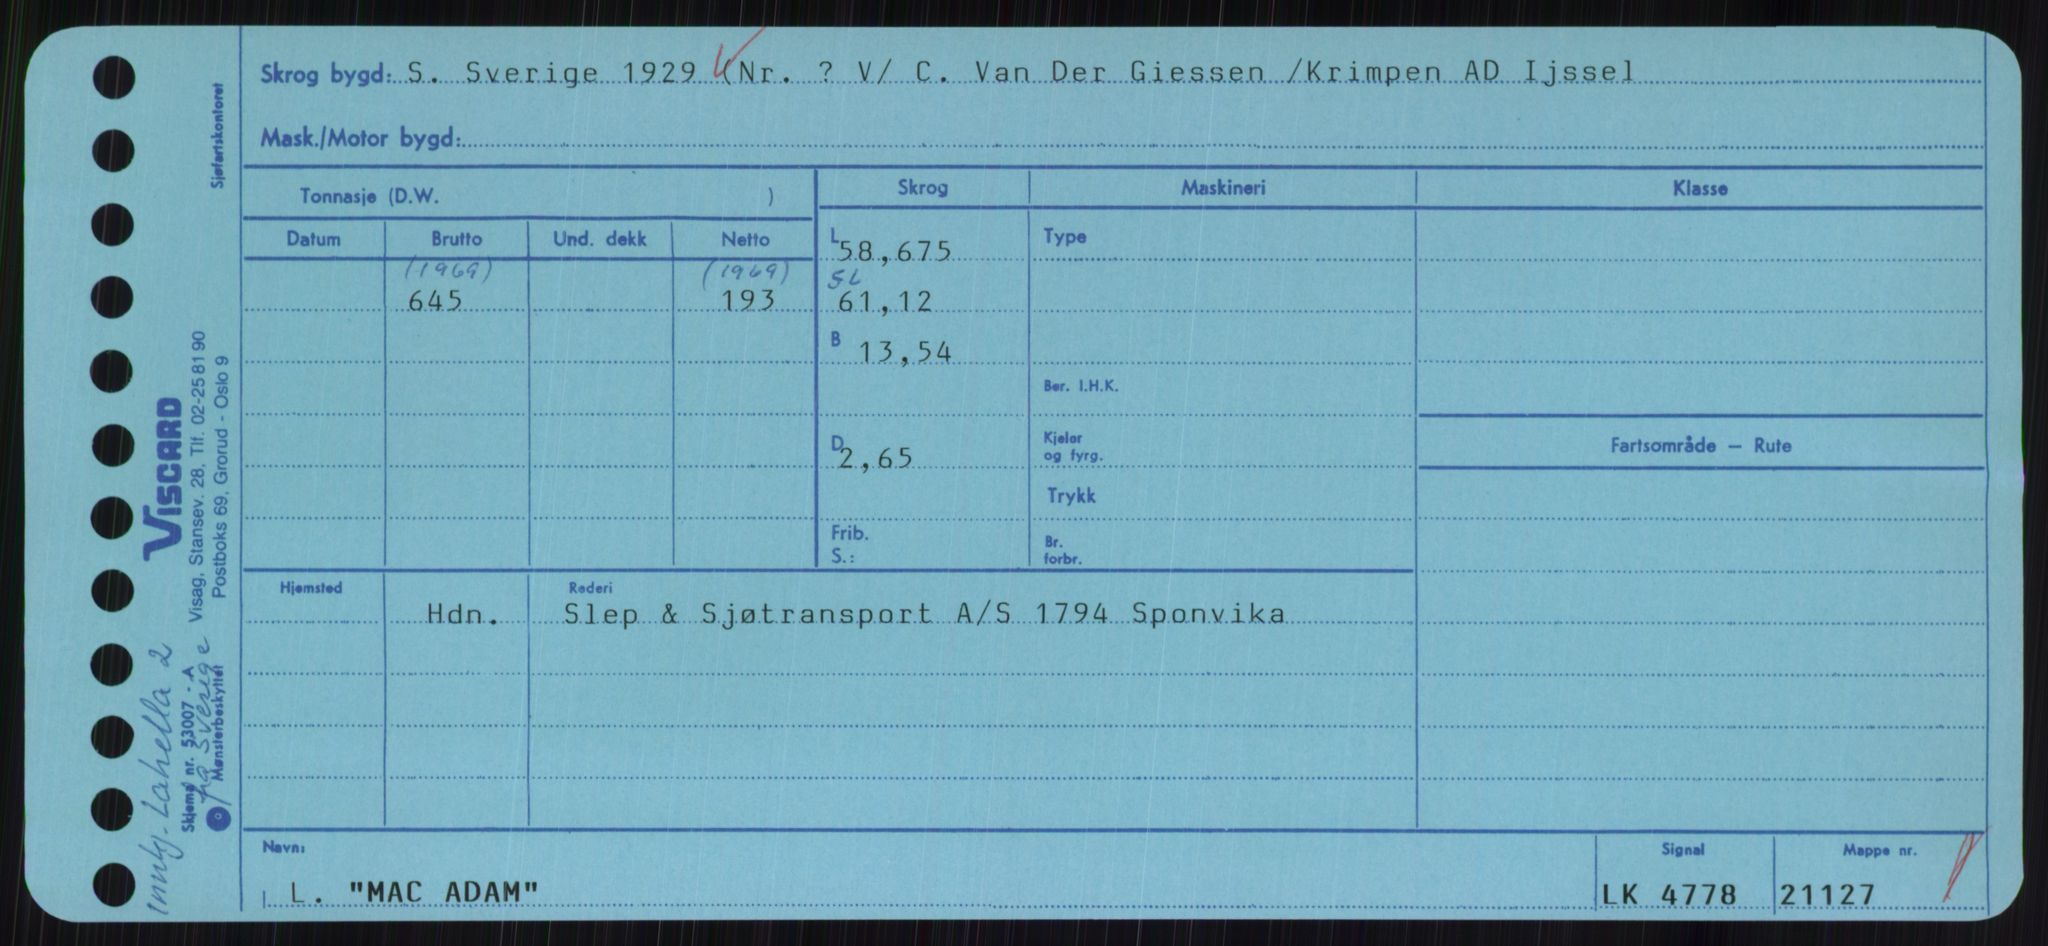 Skrog bygd: S. Sverige 1929 (Nr. ? V/ C. Van Der Giessen /Krimpen AD Ijssel
Mask./Motor bygd:
Tonnasje (D.W. )
Skrog
Maskineri
Klasse
Datum
Brutto
Und. dekk
Netto
(1969)
(1969)
645
193
L
58,675
SL
61,12
B
13,54
D
2,65
Frib.
S.:
Type
Ber. I.H.K.
Kjeler
og fyrg.
Trykk
Br.
forbr.
Fartsområde – Rute
Hjemsted
Rederi
Hdn.
Slep & Sjøtransport A/S 1794 Sponvika
Navn:
Signal
Mappe nr.
L. "MAC ADAM"
LK 4778
21127
Sjøfartskontoret
VISCARD
Visag, Stansev. 28, Tlf. 02-25 81 90
Postboks 69, Grorud - Oslo 9
Skjema nr. 53007 - A
Mønsterbeskyttet
Lahella 2
fra Sverige